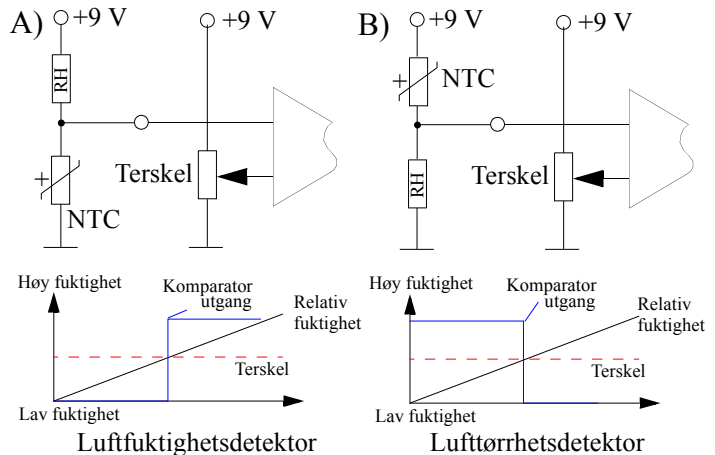 A)
+9 V
+9 V
RH
NTC
+
Terskel
B)
+9 V
+9 V
NTC
+
RH
Terskel
Høy fuktighet
Komparator
utgang
Relativ
fuktighet
Terskel
Lav fuktighet
Luftfuktighetsdetektor
Høy fuktighet
Komparator
utgang
Relativ
fuktighet
Terskel
Lav fuktighet
Lufttørrhetsdetektor